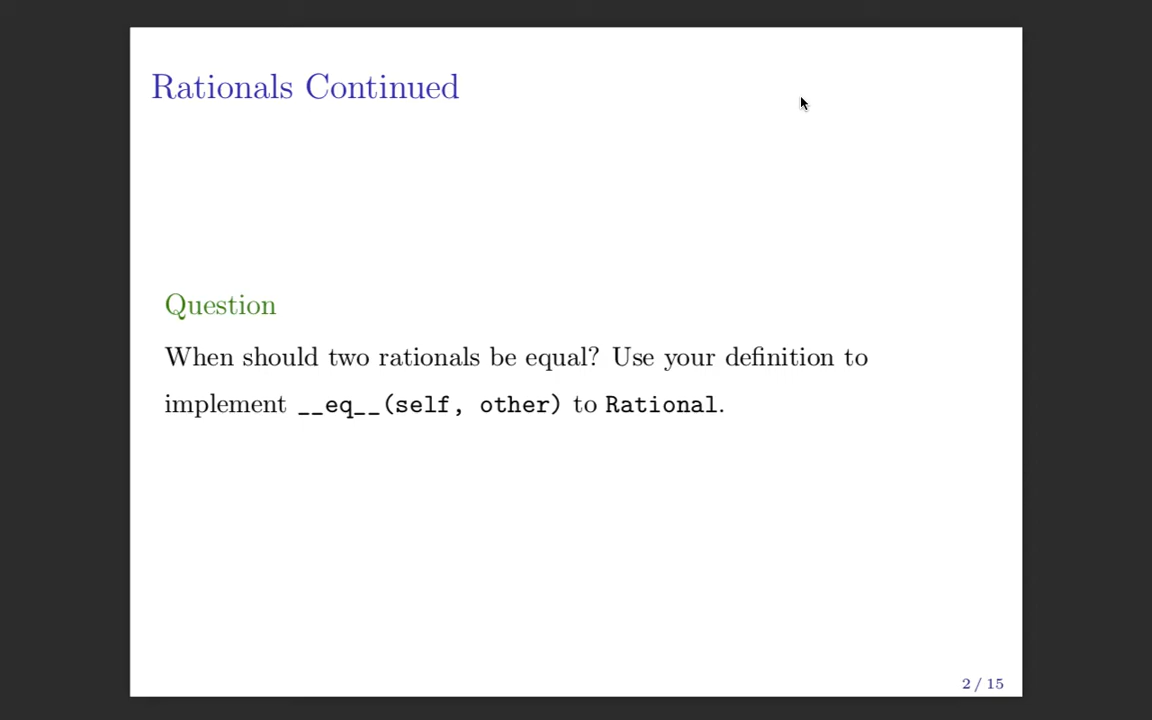 Rationals Continued
Question
When should two rationals be equal? Use your definition to
implement __eq__(self, other) to Rational.
2 / 15